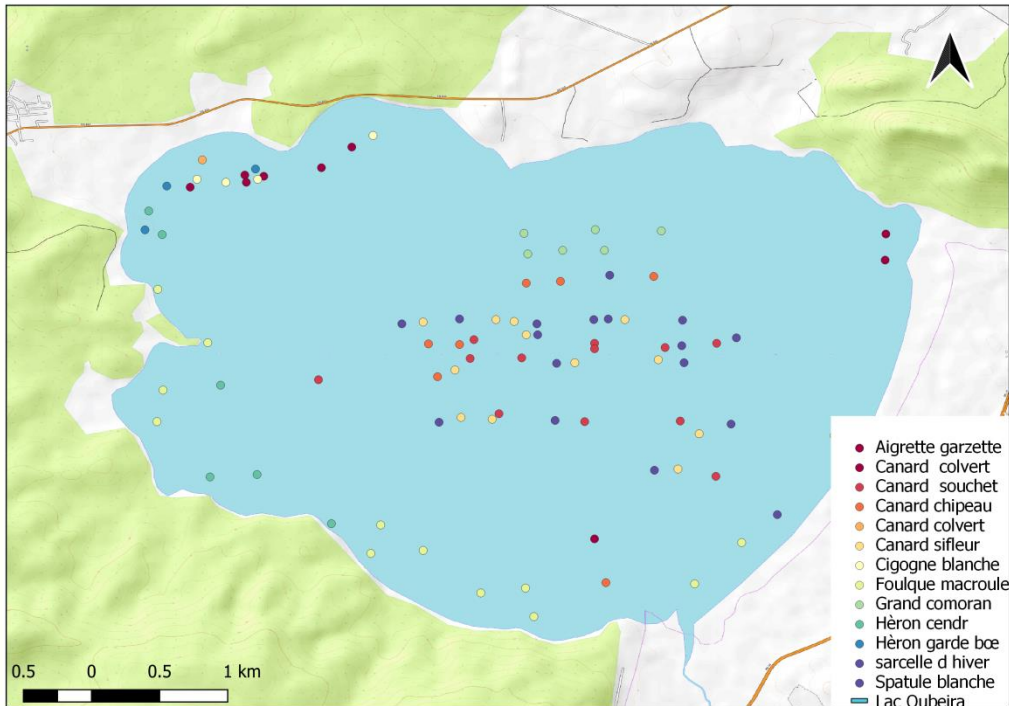 Aigrette garzette
Canard colvert
Canard souchet
Canard chipeau
Canard colvert
Canard sifleur
Cigogne blanche
Foulque macroule
Grand comoran
Hèron cendr
Hèron garde bœ
sarcelle d hiver
Spatule blanche
Lac Oubeira
0.5 0 0.5 1 km